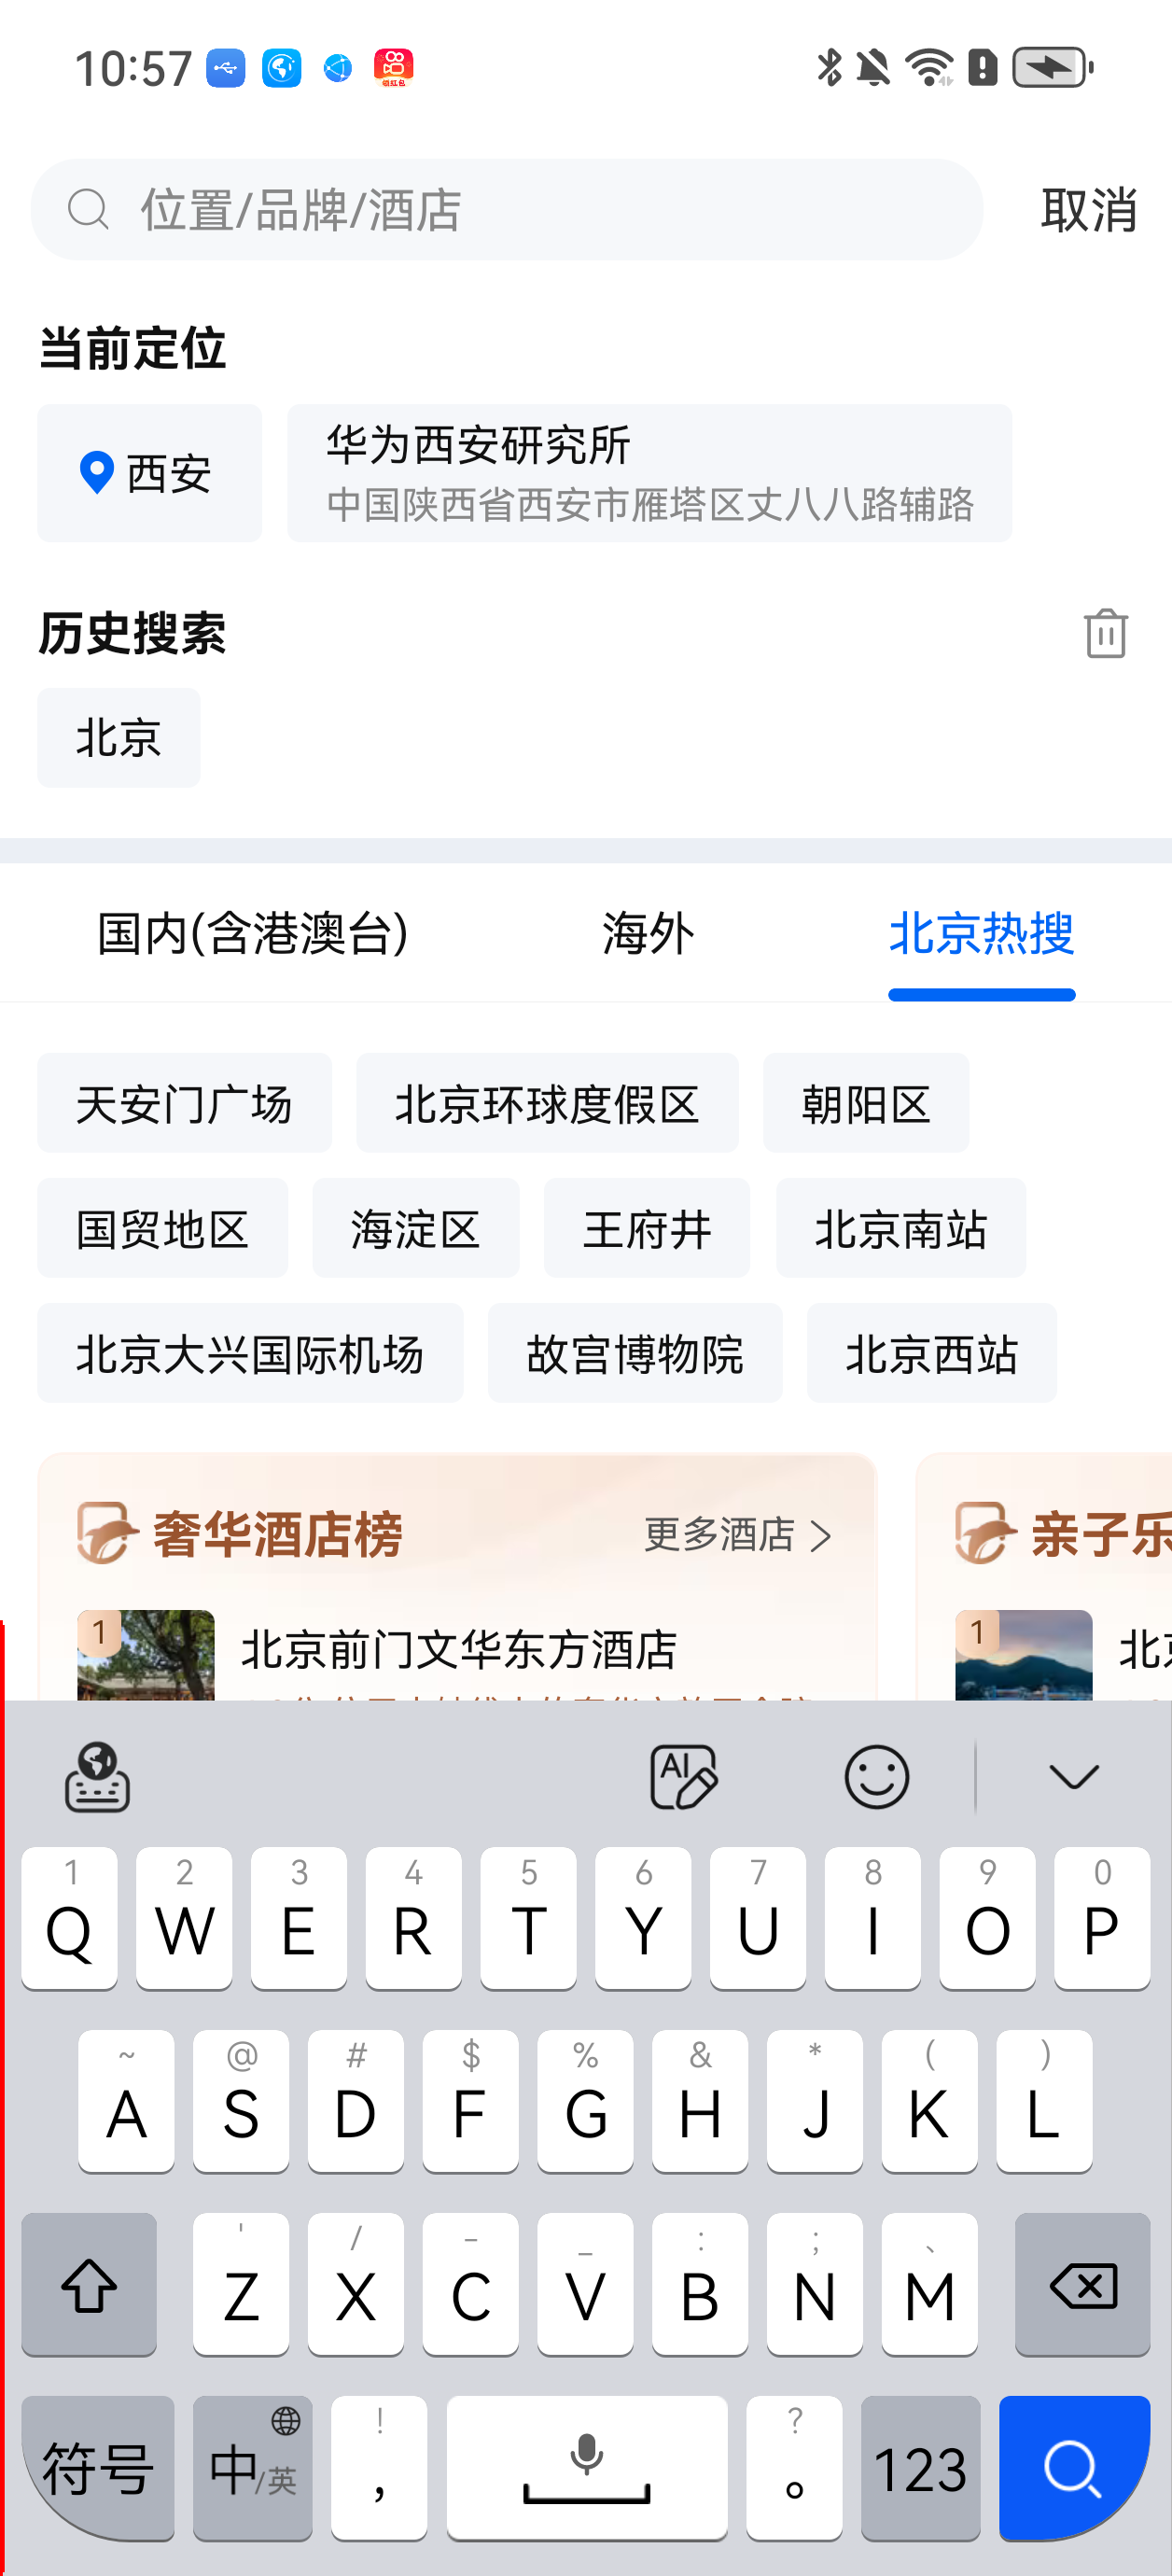 10:57
领红包
位置/品牌/酒店
取消
当前定位
西安
华为西安研究所
中国陕西省西安市雁塔区丈八八路辅路
历史搜索
北京
国内(含港澳台) 海外 北京热搜
天安门广场 北京环球度假区 朝阳区
国贸地区 海淀区 王府井 北京南站
北京大兴国际机场 故宫博物院 北京西站
奢华酒店榜 更多酒店 亲子乐
1 北京前门文华东方酒店 1 北京
AI
1 2 3 4 5 6 7 8 9 0
Q W E R T Y U I O P
~ @ # $ % & * ( )
A S D F G H J K L
' / - _ : ; 、
Z X C V B N M
! ?
符号 中/英 , 。 123